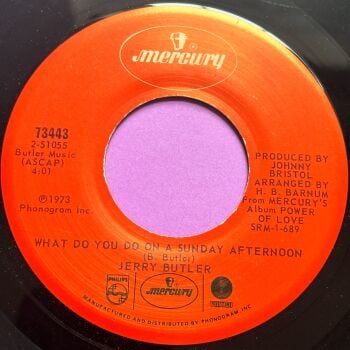 mercury
73443
2-51055
Butler Music
(ASCAP)
4:01
℗1973
Phonogram Inc.
PRODUCED BY
JOHNNY
BRISTOL
ARRANGED BY
H. B. BARNUM
From MERCURY'S
Album POWER
OF LOVE
SRM-1-689
WHAT DO YOU DO ON A SUNDAY AFTERNOON
(B. Butler)
JERRY BUTLER
PHILIPS
mercury
MANUFACTURED AND DISTRIBUTED BY PHONOGRAM, INC.